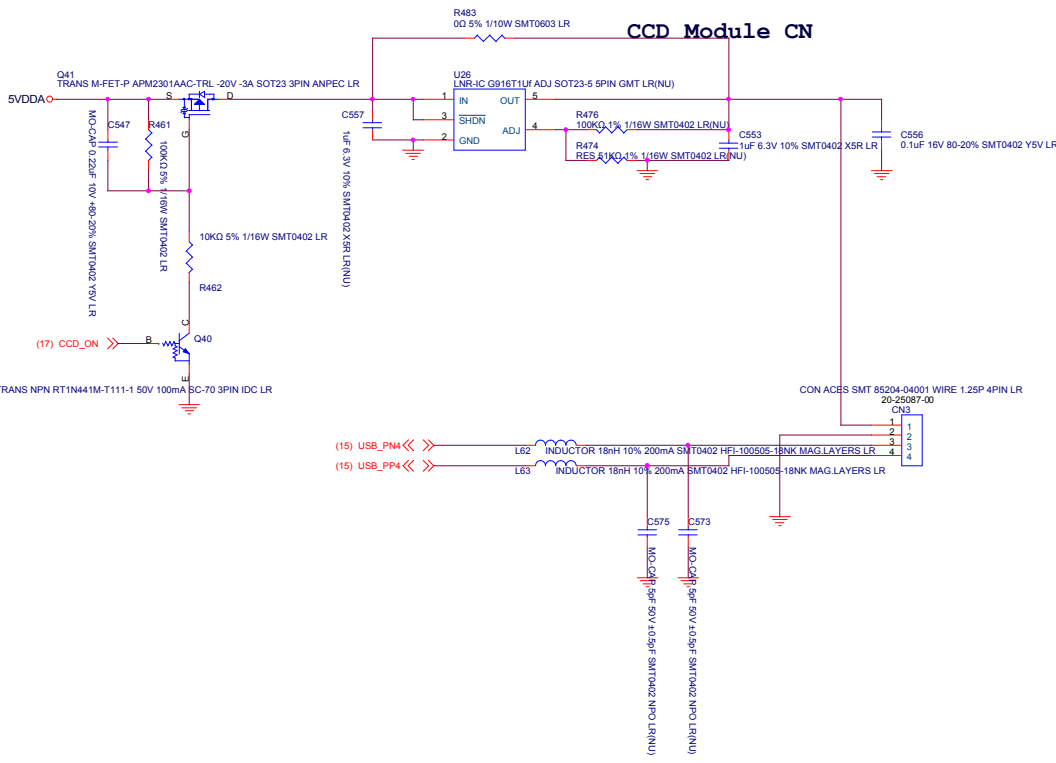 CCD Module CN
R483
0Ω 5% 1/10W SMT0603 LR
Q41
TRANS M-FET-P APM2301AAC-TRL -20V -3A SOT23 3PIN ANPEC LR
5VDDA
S
D
G
C547
MO-CAP 0.22uF 10V +80-20% SMT0402 Y5V LR
R461
100KΩ 5% 1/16W SMT0402 LR
10KΩ 5% 1/16W SMT0402 LR
R462
C557
1uF 6.3V 10% SMT0402 X5R LR(NU)
U26
LNR-IC G916T1Uf ADJ SOT23-5 5PIN GMT LR(NU)
1 IN OUT 5
3 SHDN ADJ 4
2 GND
R476
100KΩ 1% 1/16W SMT0402 LR(NU)
R474
RES 51KΩ 1% 1/16W SMT0402 LR(NU)
C553
1uF 6.3V 10% SMT0402 X5R LR
C556
0.1uF 16V 80-20% SMT0402 Y5V LR
(17) CCD_ON
B
C
E
Q40
TRANS NPN RT1N441M-T111-1 50V 100mA SC-70 3PIN IDC LR
CON ACES SMT 85204-04001 WIRE 1.25P 4PIN LR
20-25087-00
CN3
1 1
2 2
3 3
4 4
(15) USB_PN4
L62 INDUCTOR 18nH 10% 200mA SMT0402 HFI-100505-18NK MAG.LAYERS LR
(15) USB_PP4
L63 INDUCTOR 18nH 10% 200mA SMT0402 HFI-100505-18NK MAG.LAYERS LR
C575
MO-CAP 5pF 50V ±0.5pF SMT0402 NPO LR(NU)
C573
MO-CAP 5pF 50V ±0.5pF SMT0402 NPO LR(NU)